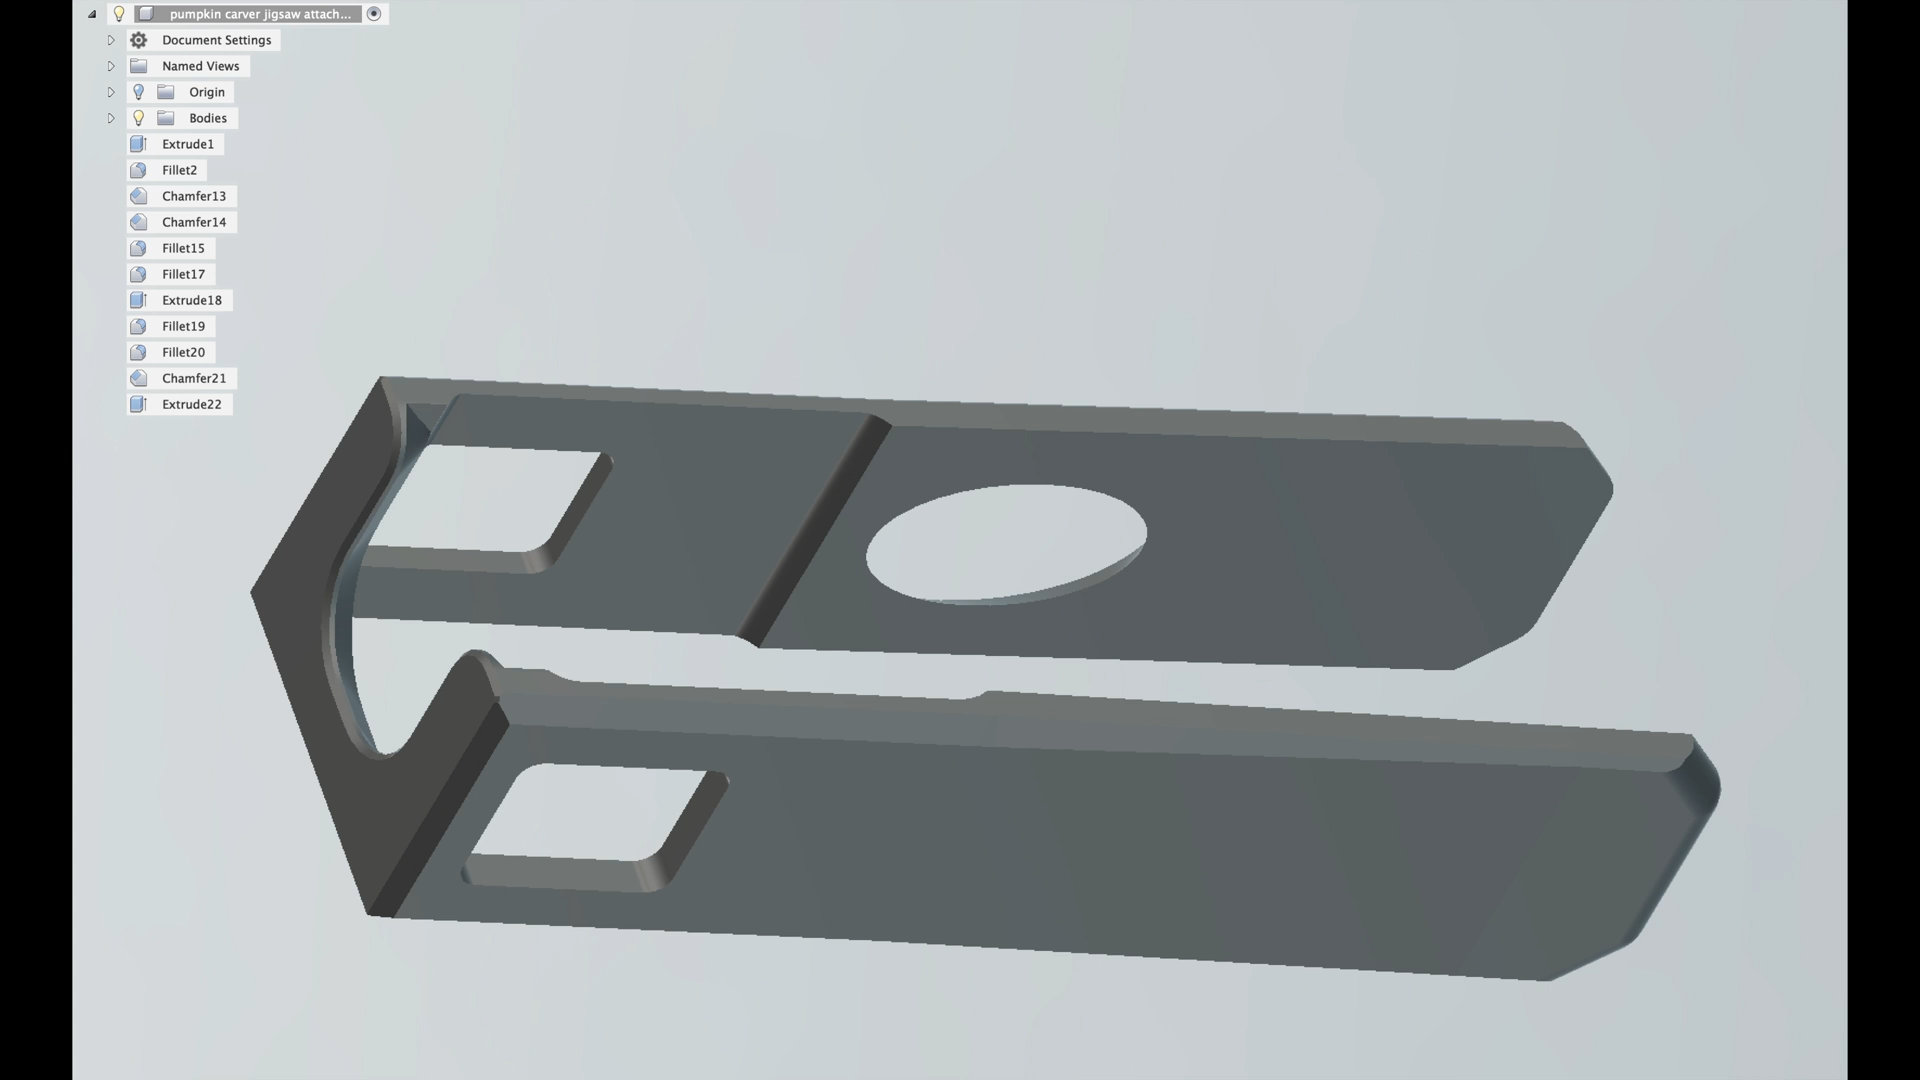 pumpkin carver jigsaw attach...
Document Settings
Named Views
Origin
Bodies
Extrude1
Fillet2
Chamfer13
Chamfer14
Fillet15
Fillet17
Extrude18
Fillet19
Fillet20
Chamfer21
Extrude22